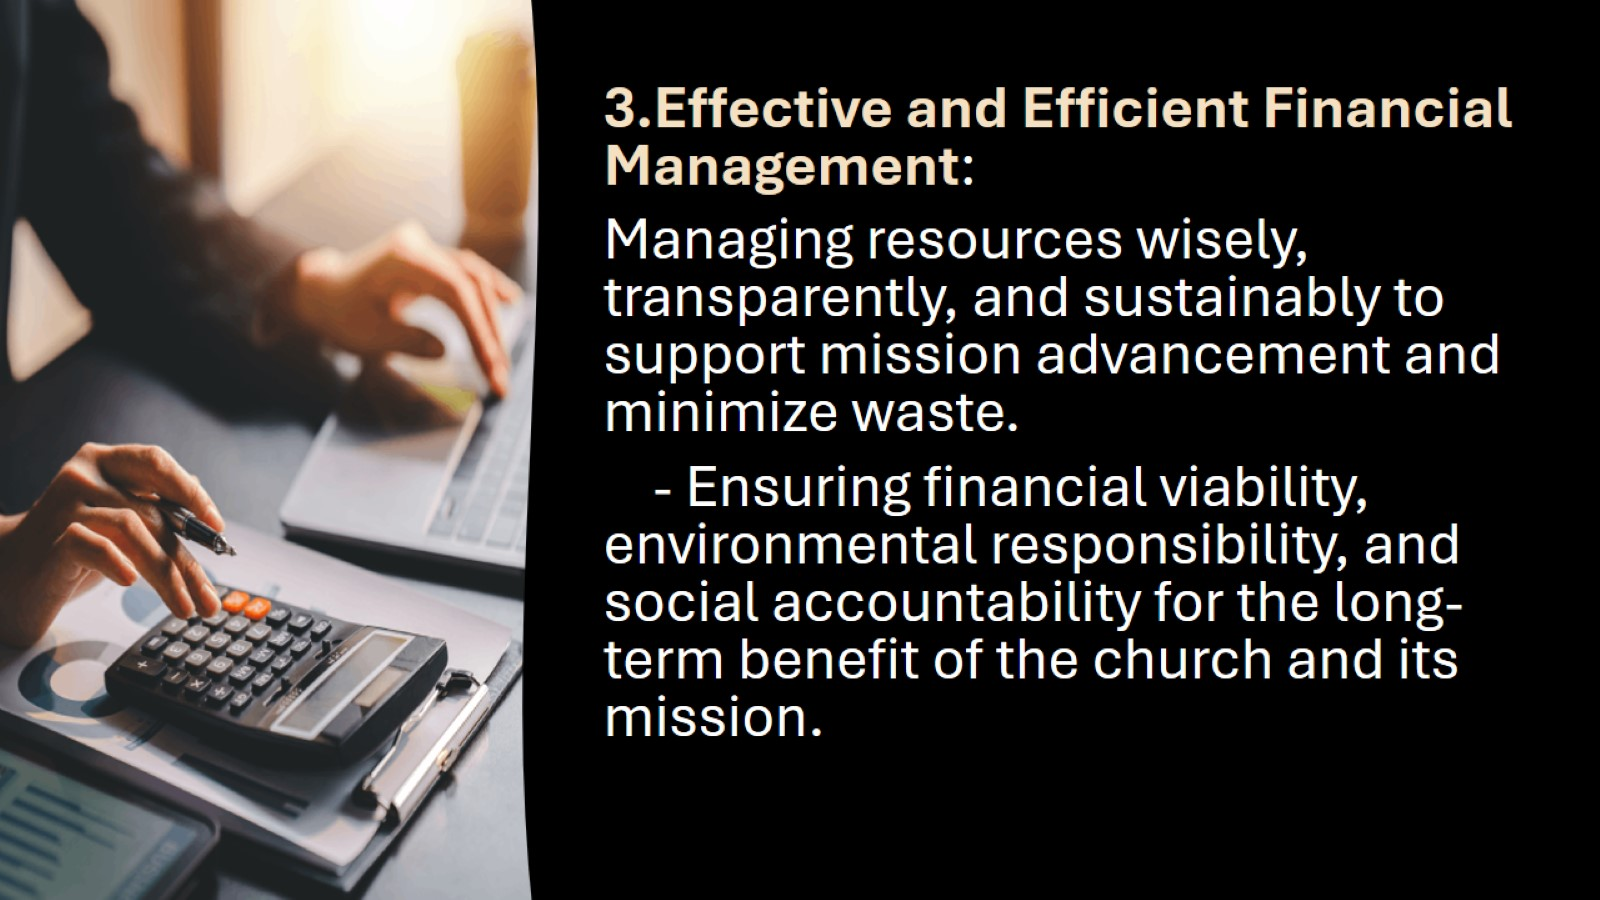 3.Effective and Efficient Financial
Management:
Managing resources wisely,
transparently, and sustainably to
support mission advancement and
minimize waste.
- Ensuring financial viability,
environmental responsibility, and
social accountability for the long-
term benefit of the church and its
mission.